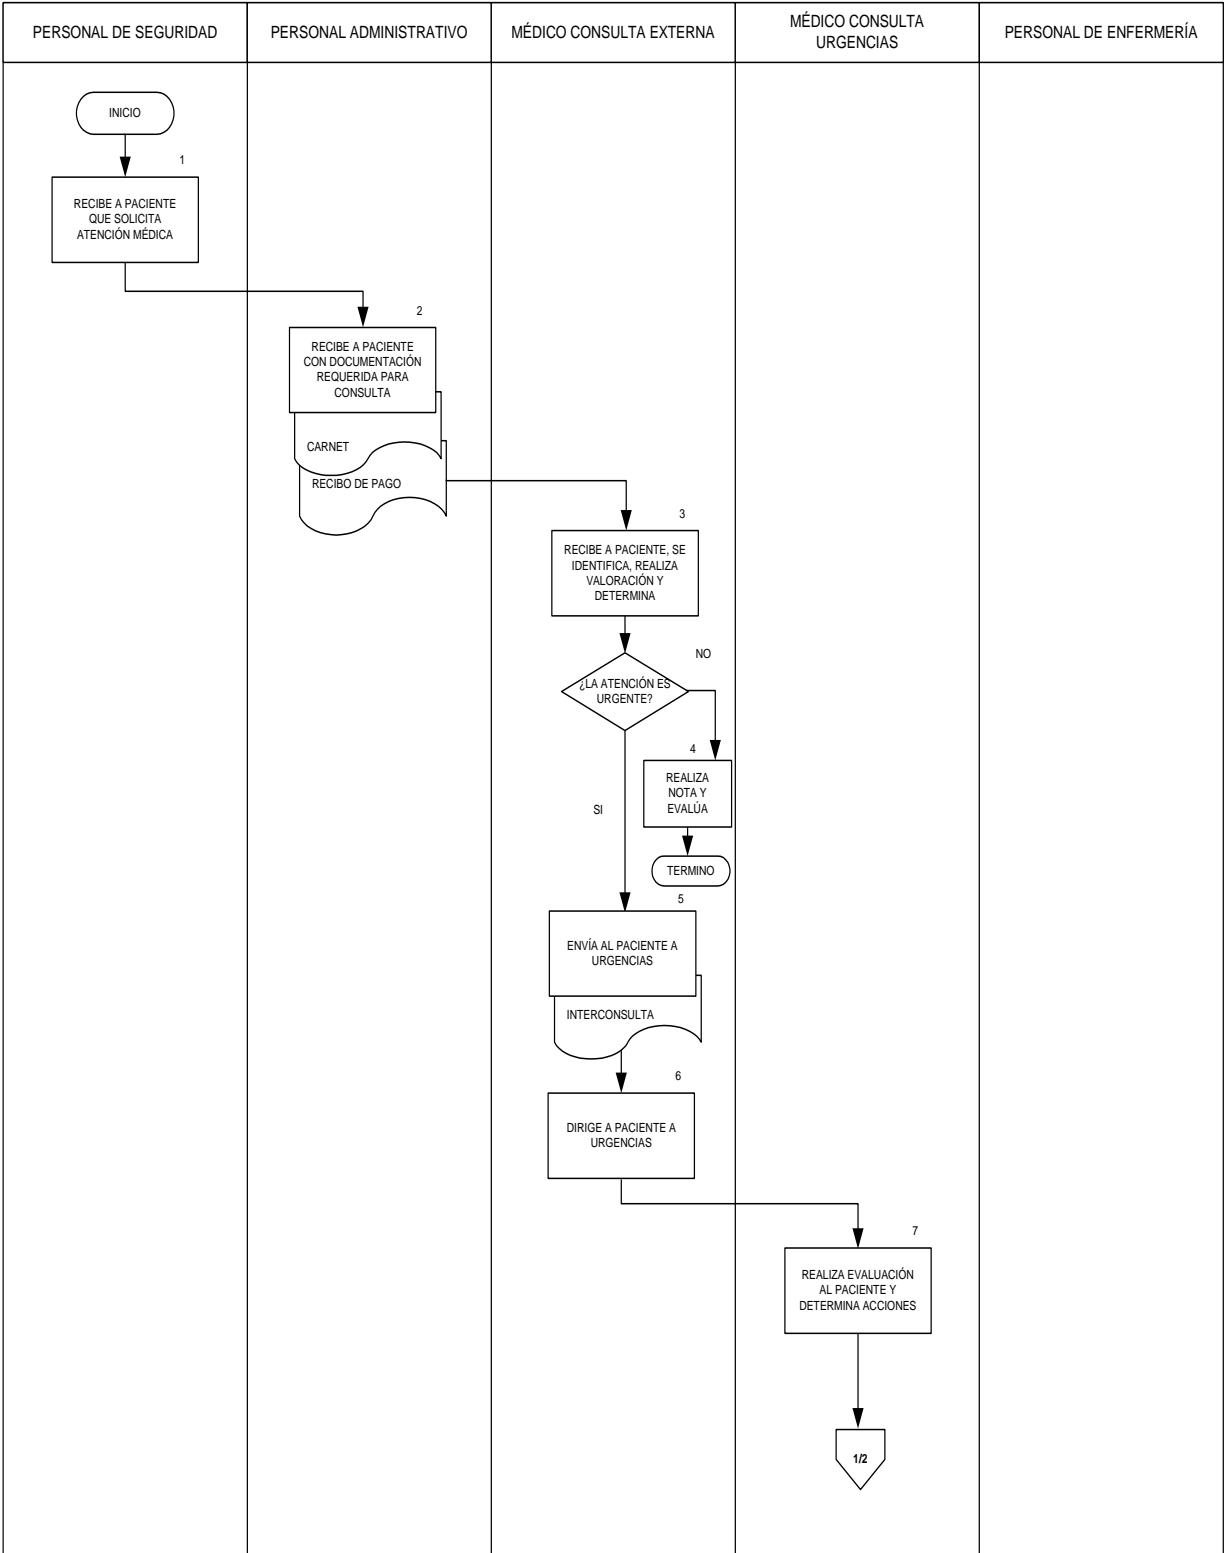 PERSONAL DE SEGURIDAD
PERSONAL ADMINISTRATIVO
MÉDICO CONSULTA EXTERNA
MÉDICO CONSULTA
URGENCIAS
PERSONAL DE ENFERMERÍA
INICIO
1
RECIBE A PACIENTE
QUE SOLICITA
ATENCIÓN MÉDICA
2
RECIBE A PACIENTE
CON DOCUMENTACIÓN
REQUERIDA PARA
CONSULTA
CARNET
RECIBO DE PAGO
3
RECIBE A PACIENTE, SE
IDENTIFICA, REALIZA
VALORACIÓN Y
DETERMINA
¿LA ATENCIÓN ES
URGENTE?
NO
4
REALIZA
NOTA Y
EVALÚA
TERMINO
SI
5
ENVÍA AL PACIENTE A
URGENCIAS
INTERCONSULTA
6
DIRIGE A PACIENTE A
URGENCIAS
7
REALIZA EVALUACIÓN
AL PACIENTE Y
DETERMINA ACCIONES
1/2